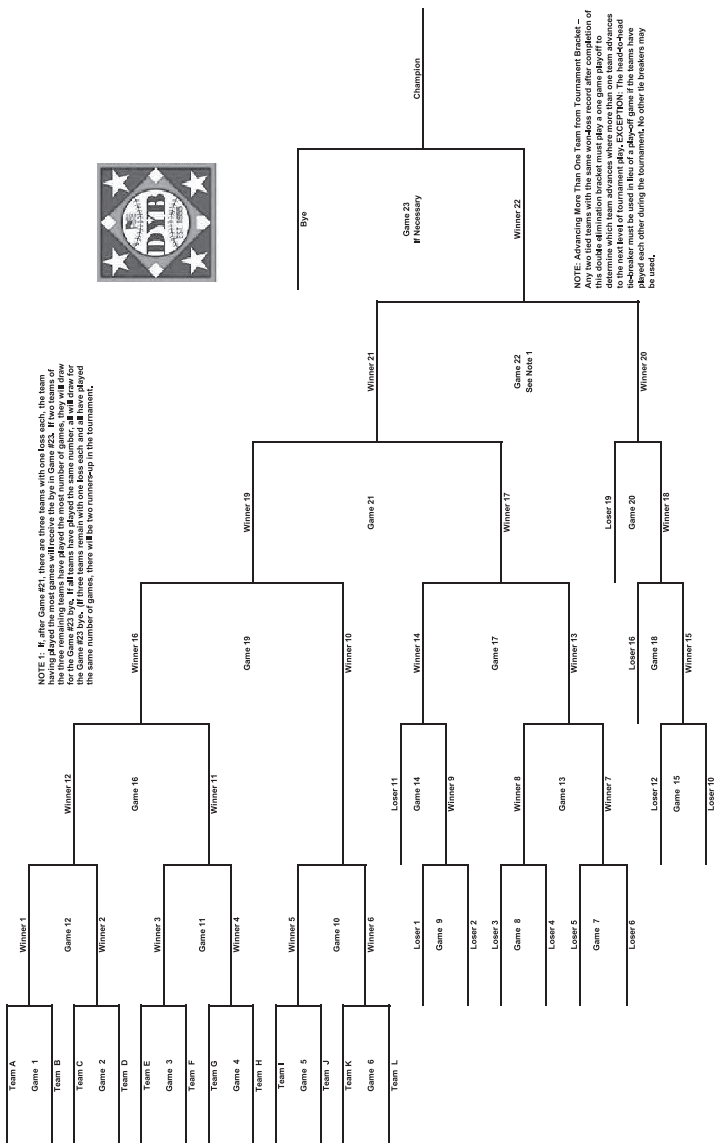 Team A
Game 1
Team B
Team C
Game 2
Team D
Team E
Game 3
Team F
Team G
Game 4
Team H
Team I
Game 5
Team J
Team K
Game 6
Team L
Winner 1
Game 12
Winner 2
Winner 3
Game 11
Winner 4
Winner 5
Game 10
Winner 6
Loser 1
Game 9
Loser 2
Loser 3
Game 8
Loser 4
Loser 5
Game 7
Loser 6
Winner 12
Game 16
Winner 11
Loser 11
Game 14
Winner 9
Winner 8
Game 13
Winner 7
Loser 12
Game 15
Loser 10
NOTE 1: If, after Game #21, there are three teams with one loss each, the team
having played the most games will receive the bye in Game #23. If two teams of
the three remaining teams have played the most number of games, they will draw
for the Game #23 bye. If all teams have played the same number, all will draw for
the Game #23 bye. (If three teams remain with one loss each and all have played
the same number of games, there will be two runners-up in the tournament.
Winner 16
Game 19
Winner 10
Winner 14
Game 17
Winner 13
Loser 16
Game 18
Winner 15
Winner 19
Game 21
Winner 17
Loser 19
Game 20
Winner 18
Winner 21
Game 22
See Note 1
Winner 20
DYB
Bye
Game 23
If Necessary
Winner 22
Champion
NOTE: Advancing More Than One Team from Tournament Bracket –
Any two tied teams with the same won-loss record after completion of
this double elimination bracket must play a one game playoff to
determine which team advances where more than one team advances
to the next level of tournament play. EXCEPTION: The head-to-head
tie-breaker must be used in lieu of a play-off game if the teams have
played each other during the tournament. No other tie breakers may
be used.